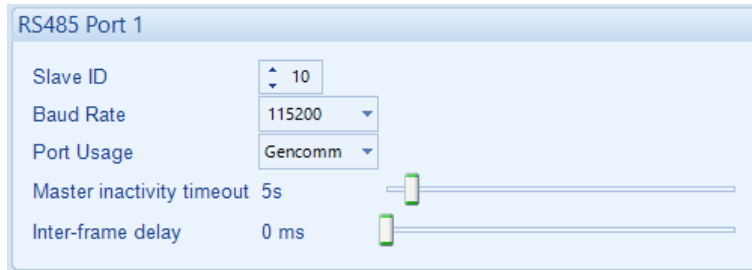 RS485 Port 1
Slave ID 10
Baud Rate 115200
Port Usage Gencomm
Master inactivity timeout 5s
Inter-frame delay 0 ms